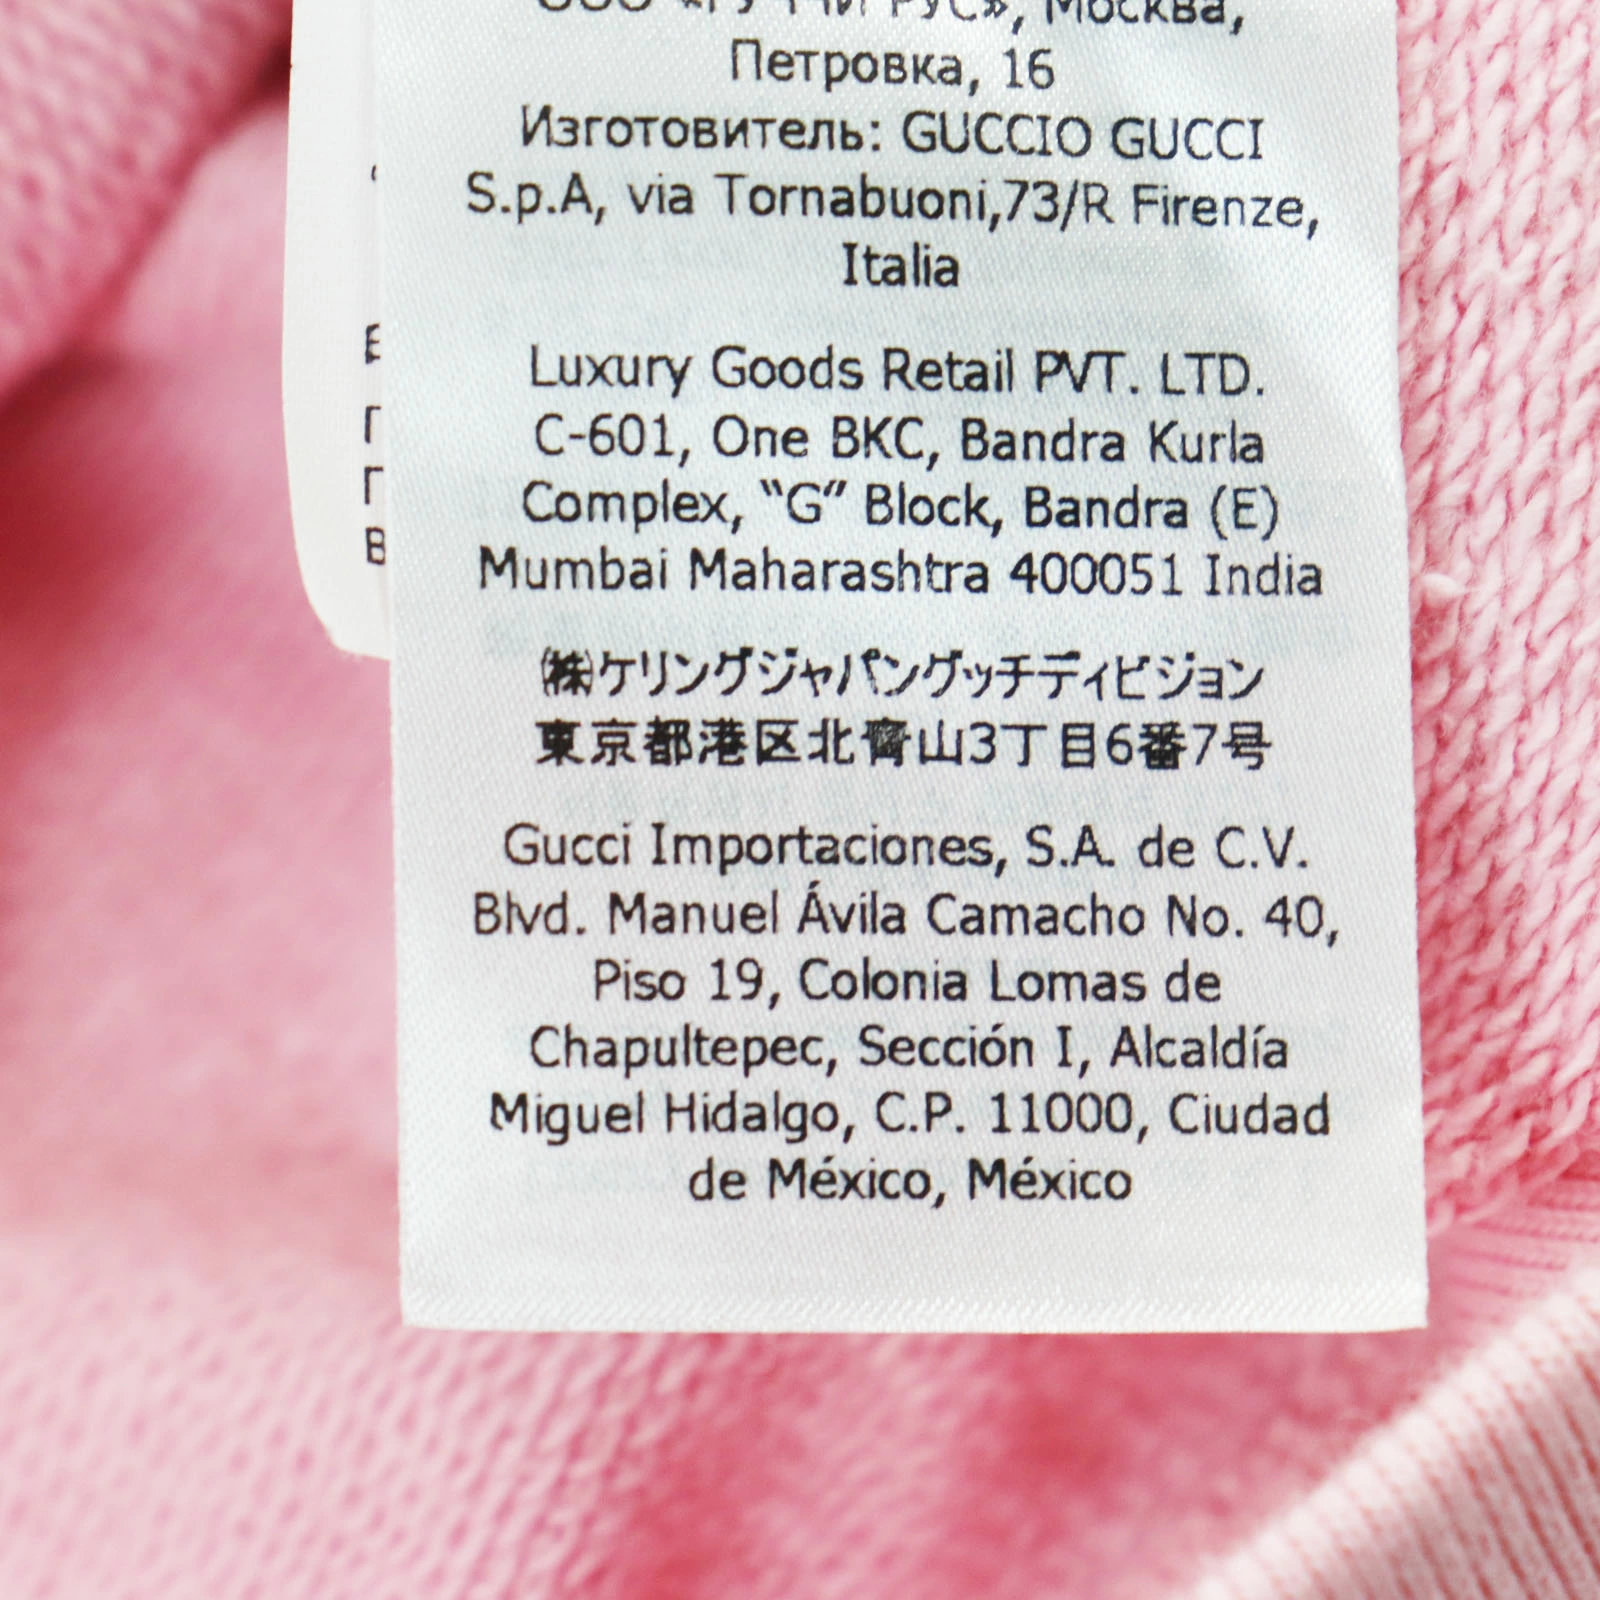 ООО «ГУЧЧИ РУС», Москва,
Петровка, 16
Изготовитель: GUCCIO GUCCI
S.p.A, via Tornabuoni,73/R Firenze,
Italia
Luxury Goods Retail PVT. LTD.
C-601, One BKC, Bandra Kurla
Complex, “G” Block, Bandra (E)
Mumbai Maharashtra 400051 India
㈱ケリングジャパングッチディビジョン
東京都港区北青山3丁目6番7号
Gucci Importaciones, S.A. de C.V.
Blvd. Manuel Ávila Camacho No. 40,
Piso 19, Colonia Lomas de
Chapultepec, Sección I, Alcaldía
Miguel Hidalgo, C.P. 11000, Ciudad
de México, México